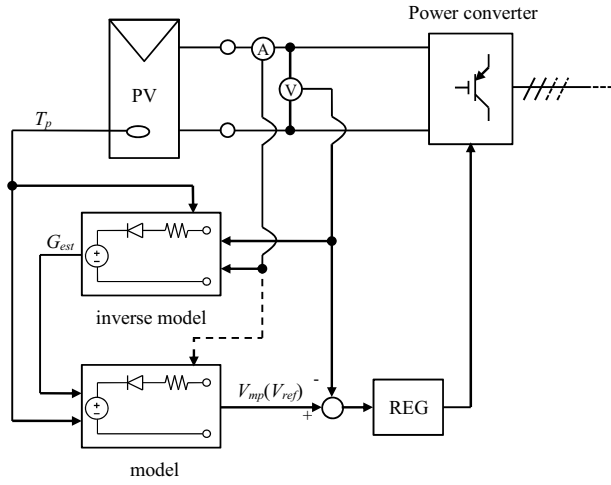 Power converter
A
PV
V
T_p
G_est
inverse model
-
V_mp(V_ref)
+
REG
model